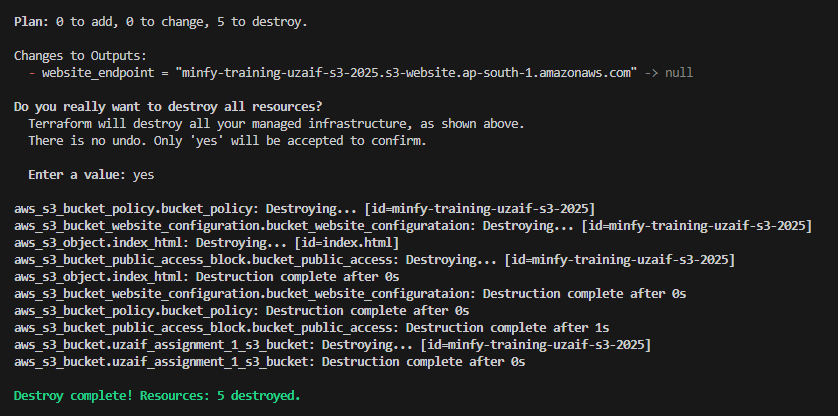 Plan: 0 to add, 0 to change, 5 to destroy.
Changes to Outputs:
- website_endpoint = "minfy-training-uzaif-s3-2025.s3-website.ap-south-1.amazonaws.com" -> null
Do you really want to destroy all resources?
Terraform will destroy all your managed infrastructure, as shown above.
There is no undo. Only 'yes' will be accepted to confirm.
Enter a value: yes
aws_s3_bucket_policy.bucket_policy: Destroying... [id=minfy-training-uzaif-s3-2025]
aws_s3_bucket_website_configuration.bucket_website_configurataion: Destroying... [id=minfy-training-uzaif-s3-2025]
aws_s3_object.index_html: Destroying... [id=index.html]
aws_s3_bucket_public_access_block.bucket_public_access: Destroying... [id=minfy-training-uzaif-s3-2025]
aws_s3_object.index_html: Destruction complete after 0s
aws_s3_bucket_website_configuration.bucket_website_configurataion: Destruction complete after 0s
aws_s3_bucket_policy.bucket_policy: Destruction complete after 0s
aws_s3_bucket_public_access_block.bucket_public_access: Destruction complete after 1s
aws_s3_bucket.uzaif_assignment_1_s3_bucket: Destroying... [id=minfy-training-uzaif-s3-2025]
aws_s3_bucket.uzaif_assignment_1_s3_bucket: Destruction complete after 0s
Destroy complete! Resources: 5 destroyed.